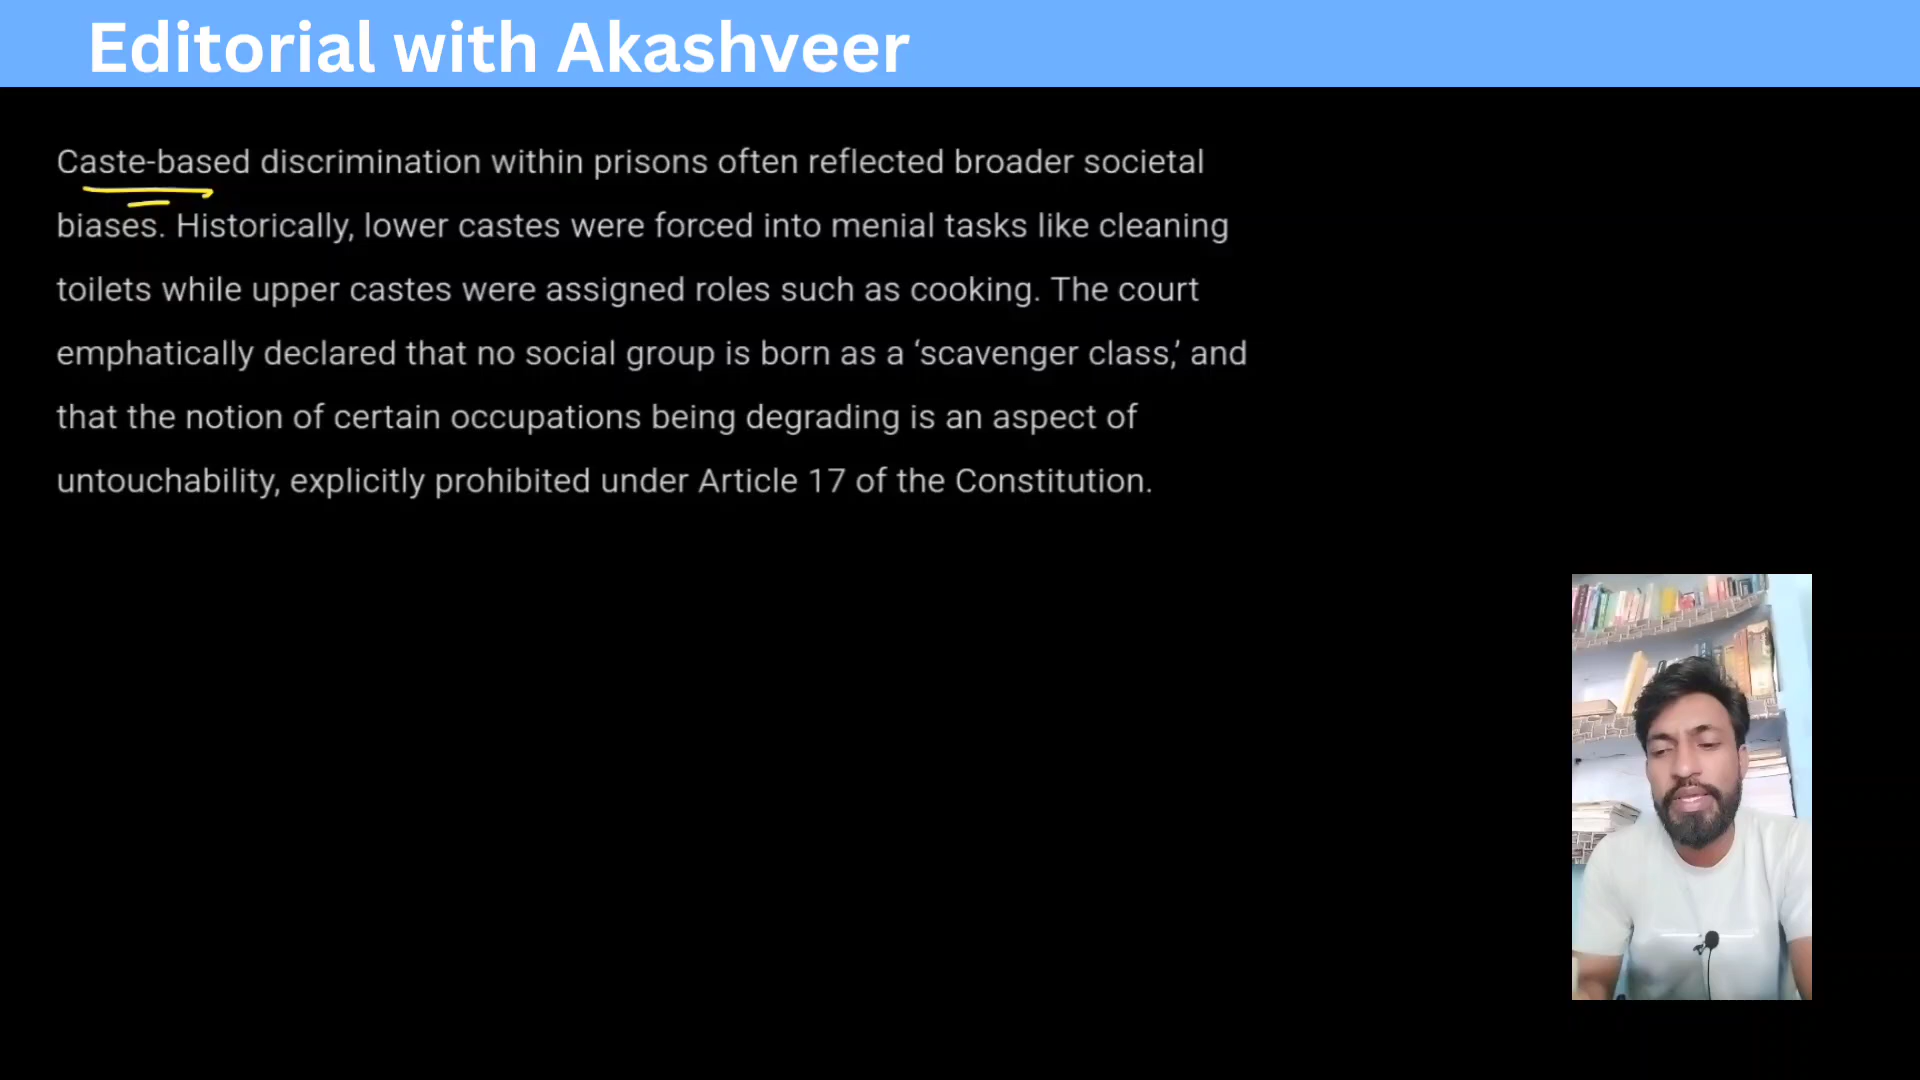 Editorial with Akashveer
Caste-based discrimination within prisons often reflected broader societal
biases. Historically, lower castes were forced into menial tasks like cleaning
toilets while upper castes were assigned roles such as cooking. The court
emphatically declared that no social group is born as a ‘scavenger class,’ and
that the notion of certain occupations being degrading is an aspect of
untouchability, explicitly prohibited under Article 17 of the Constitution.